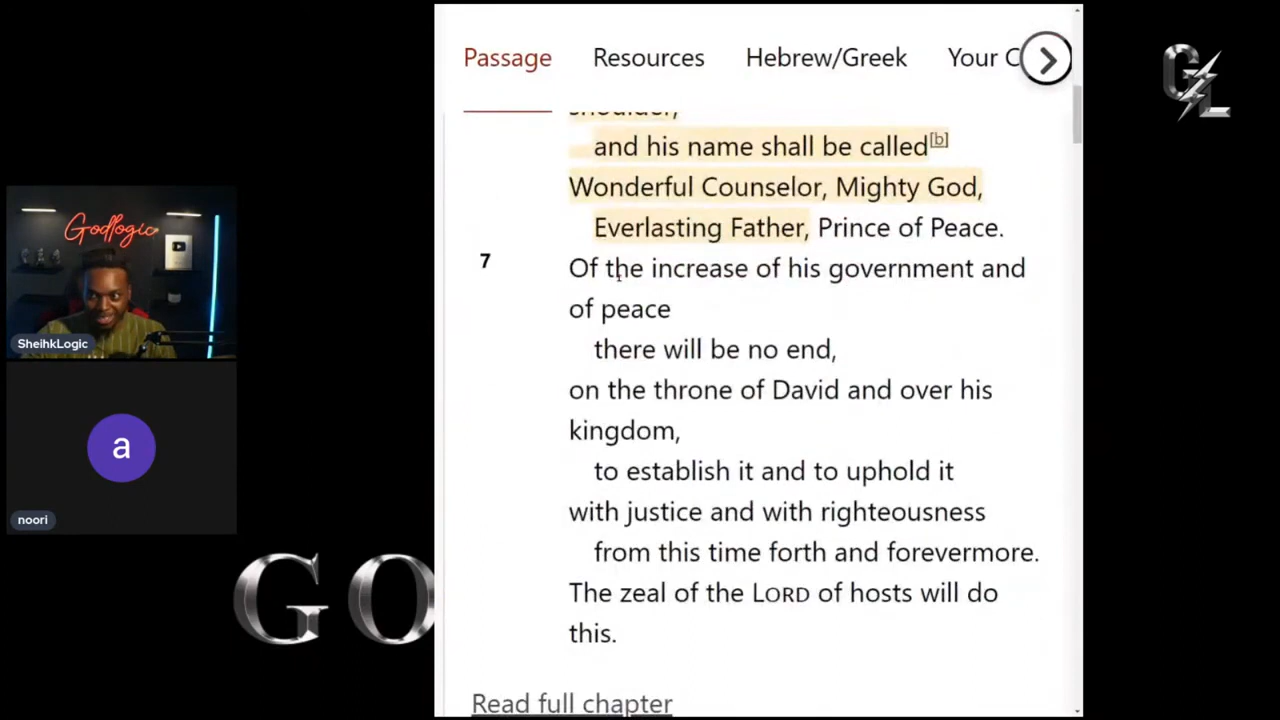 Passage Resources Hebrew/Greek Your C
shoulder,
and his name shall be called[b]
Wonderful Counselor, Mighty God,
Everlasting Father, Prince of Peace.
7 Of the increase of his government and
of peace
there will be no end,
on the throne of David and over his
kingdom,
to establish it and to uphold it
with justice and with righteousness
from this time forth and forevermore.
The zeal of the LORD of hosts will do
this.
Read full chapter
Godlogic
SheihkLogic
a
noori
GO
GL